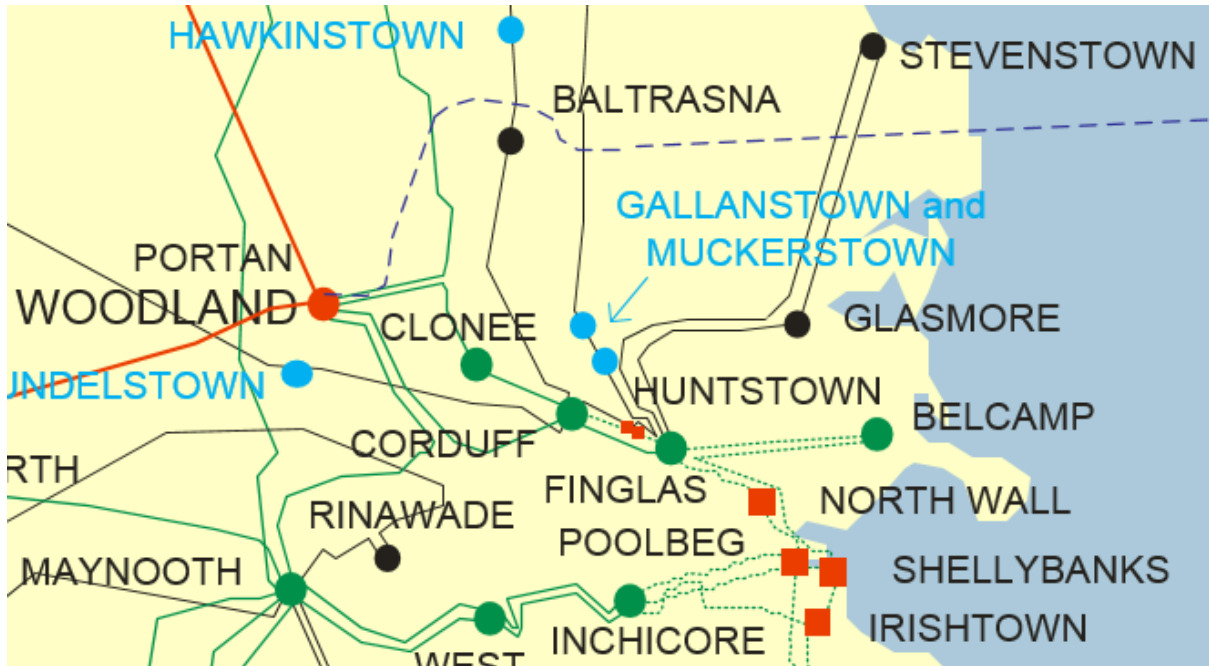 HAWKINSTOWN
STEVENSTOWN
BALTRASNA
GALLANSTOWN and
MUCKERSTOWN
PORTAN
WOODLAND
CLONEE
GLASMORE
UNDELSTOWN
HUNTSTOWN
BELCAMP
CORDUFF
RTH
FINGLAS
NORTH WALL
RINAWADE
POOLBEG
MAYNOOTH
SHELLYBANKS
INCHICORE
IRISHTOWN
WEST